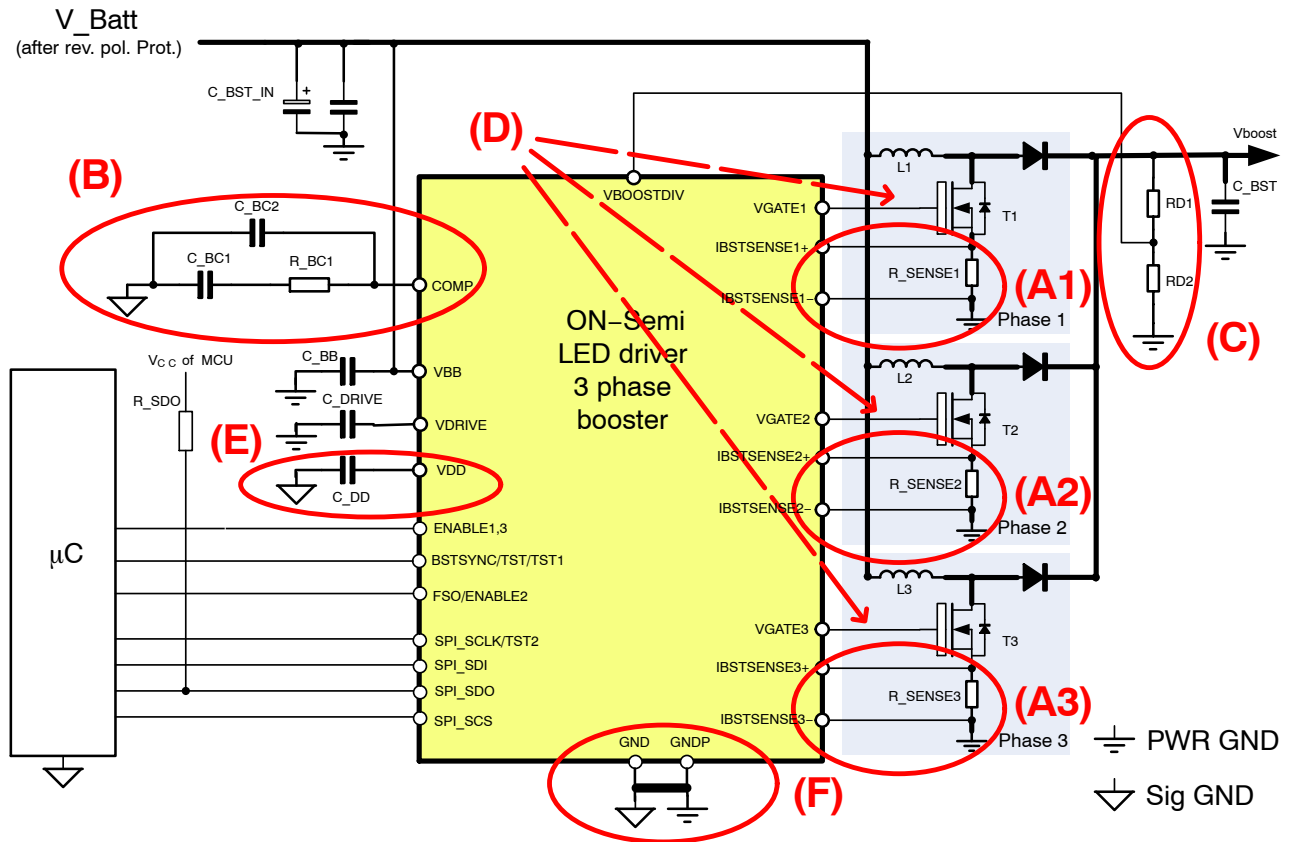 V_Batt
(after rev. pol. Prot.)
C_BST_IN
+
(D)
(B)
C_BC2
C_BC1
R_BC1
COMP
VBOOSTDIV
VGATE1
IBSTSENSE1+
IBSTSENSE1−
L1
T1
R_SENSE1
(A1)
Phase 1
Vboost
C_BST
RD1
RD2
(C)
ON−Semi
LED driver
3 phase
booster
VCC of MCU
R_SDO
(E)
C_BB
VBB
C_DRIVE
VDRIVE
VDD
C_DD
VGATE2
IBSTSENSE2+
IBSTSENSE2−
L2
T2
R_SENSE2
(A2)
Phase 2
µC
ENABLE1,3
BSTSYNC/TST/TST1
FSO/ENABLE2
SPI_SCLK/TST2
SPI_SDI
SPI_SDO
SPI_SCS
VGATE3
IBSTSENSE3+
IBSTSENSE3−
L3
T3
R_SENSE3
(A3)
Phase 3
GND GNDP
(F)
PWR GND
Sig GND